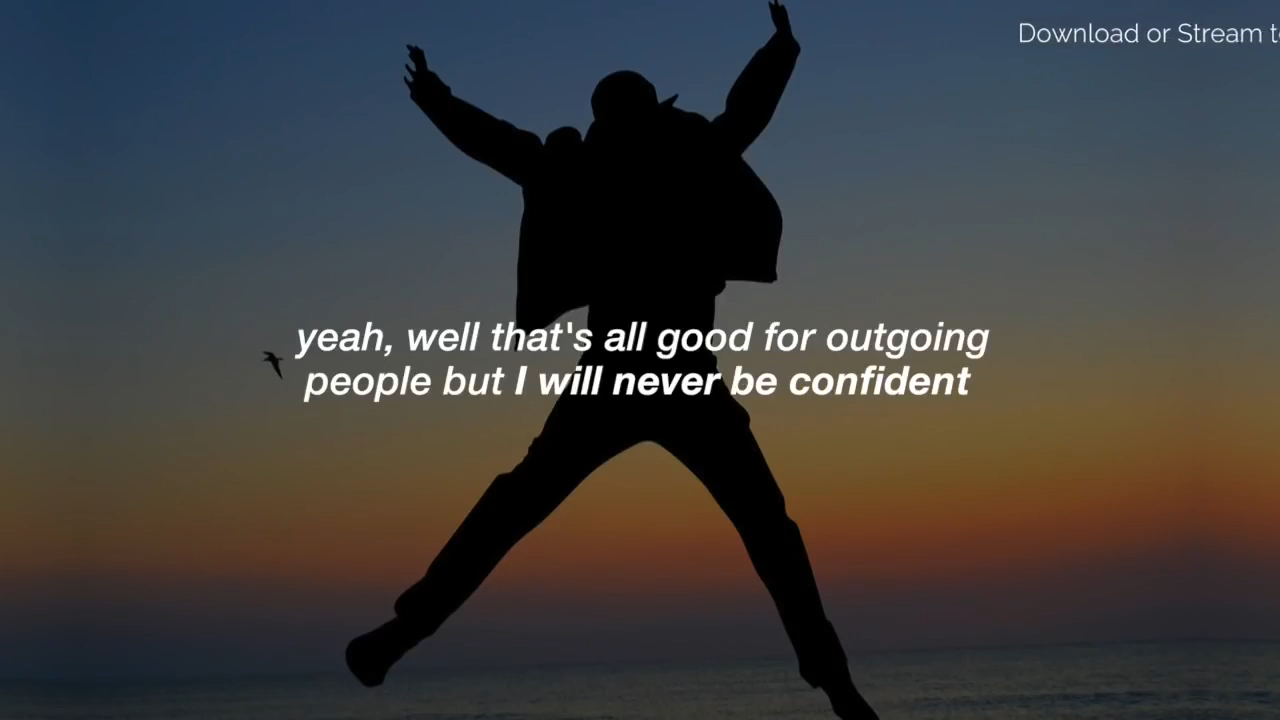 Download or Stream t
yeah, well that's all good for outgoing
people but I will never be confident